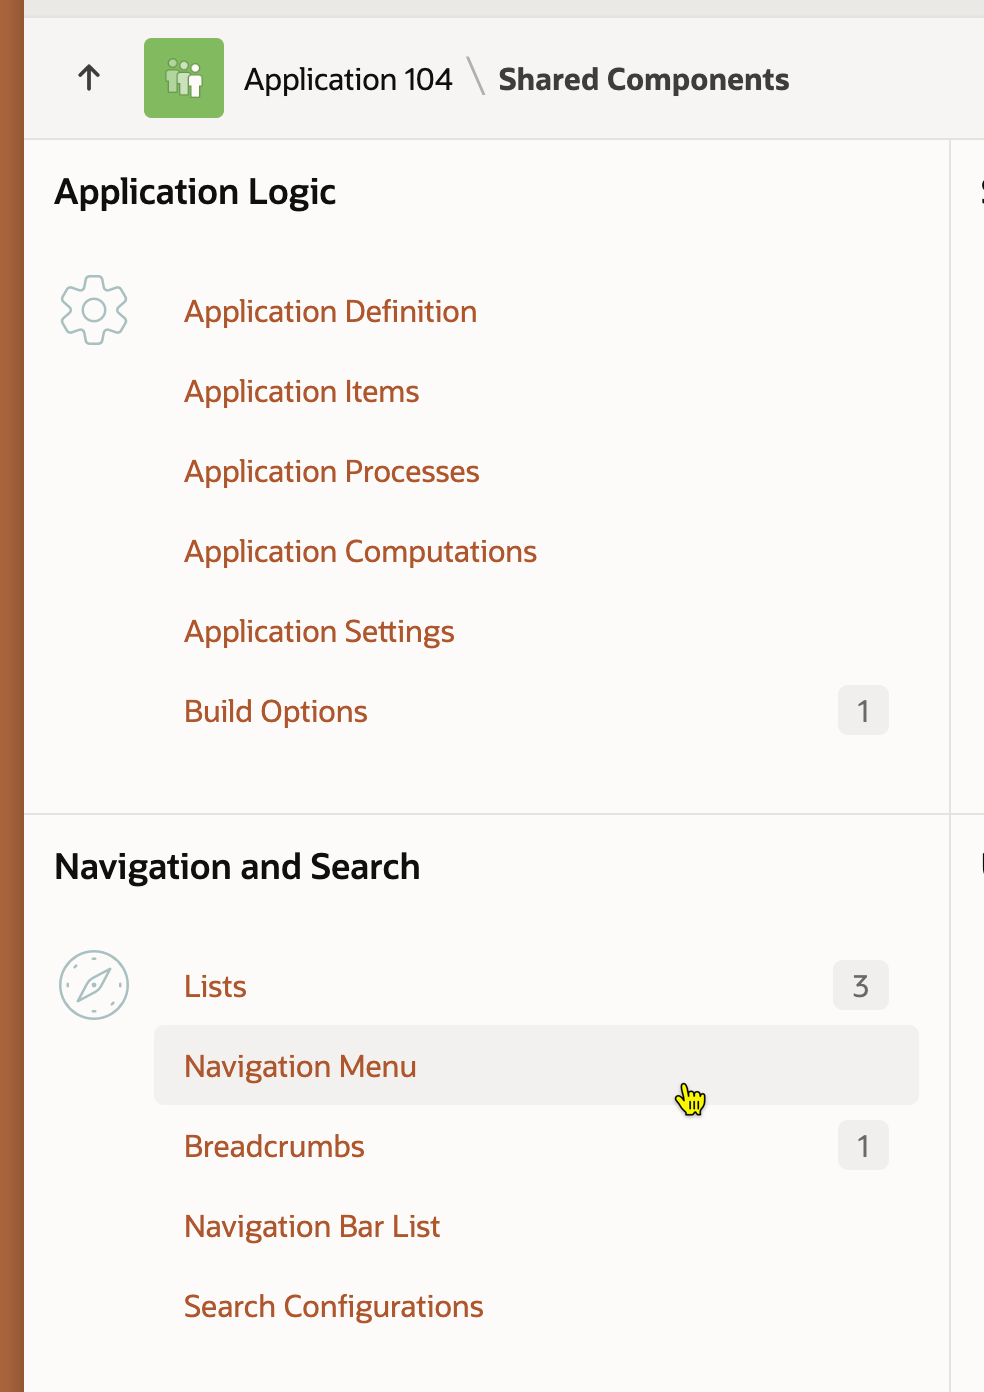 Application 104 \ Shared Components
Application Logic
Application Definition
Application Items
Application Processes
Application Computations
Application Settings
Build Options 1
Navigation and Search
Lists 3
Navigation Menu
Breadcrumbs 1
Navigation Bar List
Search Configurations